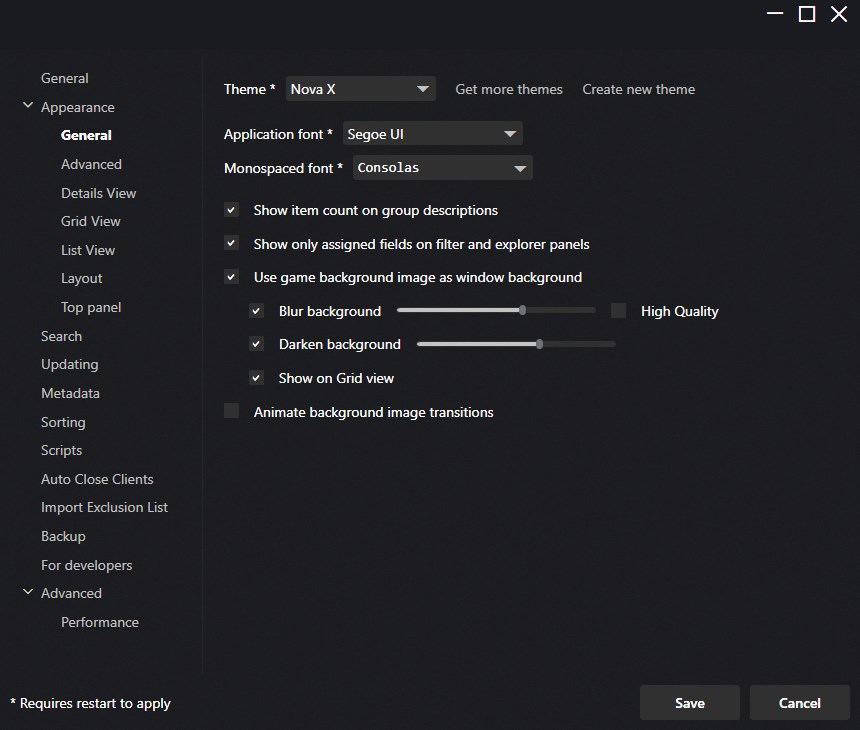 General
Appearance
General
Advanced
Details View
Grid View
List View
Layout
Top panel
Search
Updating
Metadata
Sorting
Scripts
Auto Close Clients
Import Exclusion List
Backup
For developers
Advanced
Performance
Theme * Nova X Get more themes Create new theme
Application font * Segoe UI
Monospaced font * Consolas
Show item count on group descriptions
Show only assigned fields on filter and explorer panels
Use game background image as window background
Blur background High Quality
Darken background
Show on Grid view
Animate background image transitions
* Requires restart to apply Save Cancel